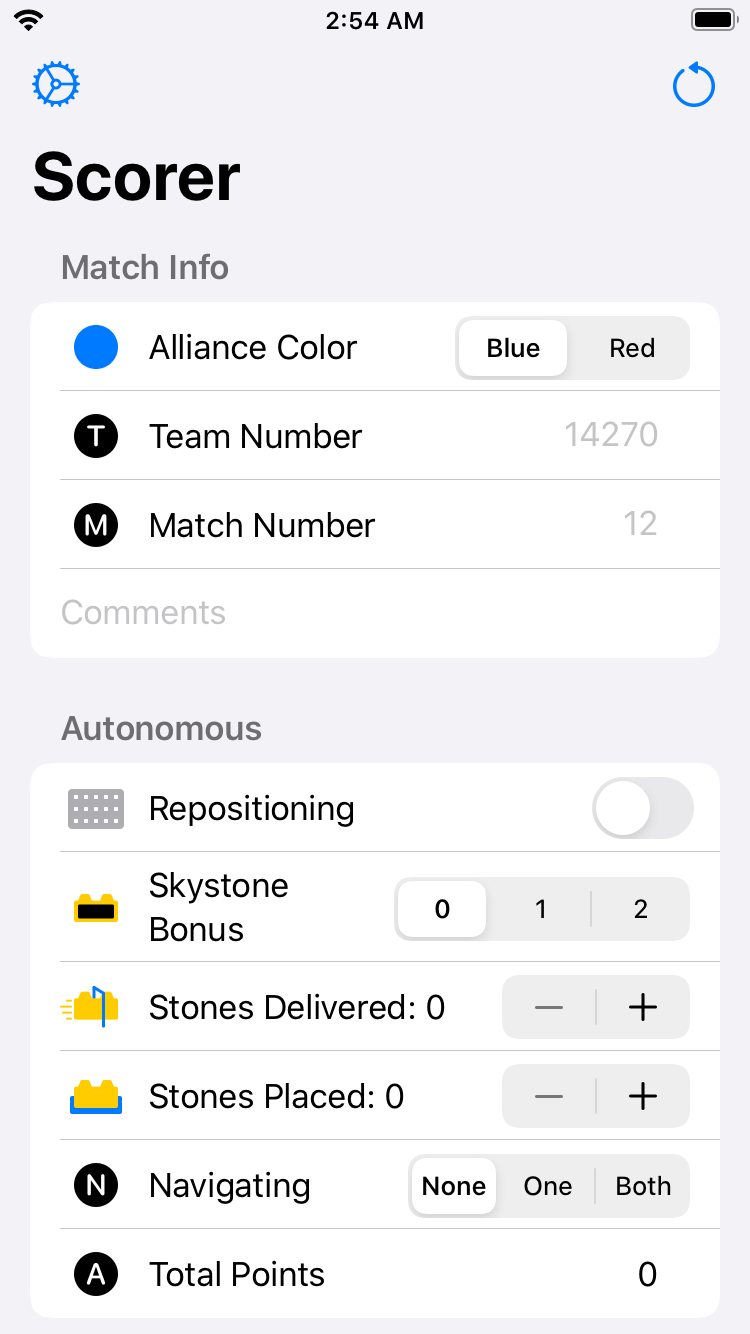 2:54 AM
Scorer
Match Info
Alliance Color Blue Red
T Team Number 14270
M Match Number 12
Comments
Autonomous
Repositioning
Skystone
Bonus 0 1 2
Stones Delivered: 0 — +
Stones Placed: 0 — +
N Navigating None One Both
A Total Points 0